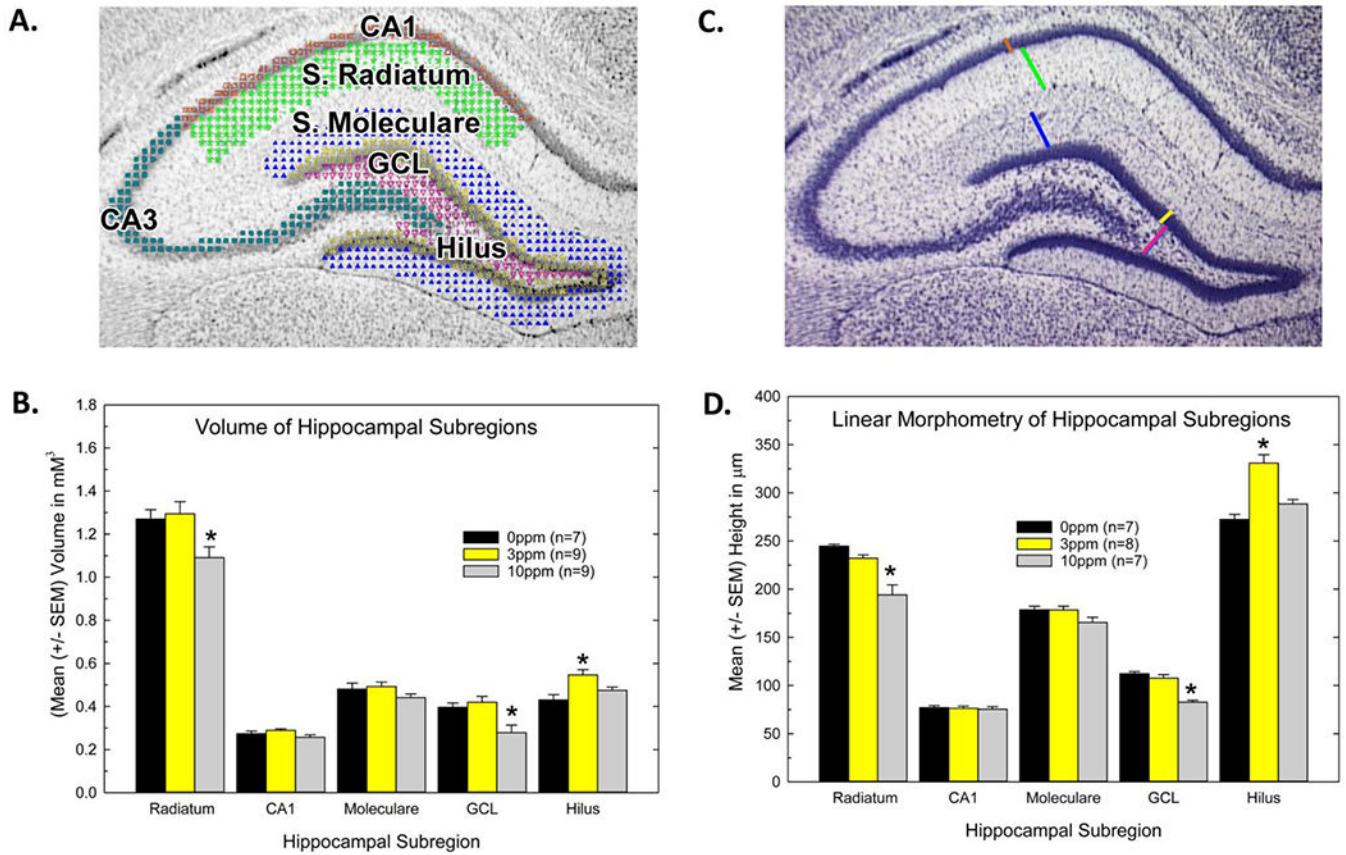 A.
CA1
S. Radiatum
S. Moleculare
GCL
CA3
Hilus
C.
B.
Volume of Hippocampal Subregions
(Mean (+/- SEM) Volume in mM³
1.8
1.6
1.4
1.2
1.0
0.8
0.6
0.4
0.2
0.0
*
*
*
0ppm (n=7)
3ppm (n=9)
10ppm (n=9)
Radiatum CA1 Moleculare GCL Hilus
Hippocampal Subregion
D.
Linear Morphometry of Hippocampal Subregions
Mean (+/- SEM) Height in µm
400
350
300
250
200
150
100
50
0
*
*
*
0ppm (n=7)
3ppm (n=8)
10ppm (n=7)
Radiatum CA1 Moleculare GCL Hilus
Hippocampal Subregion